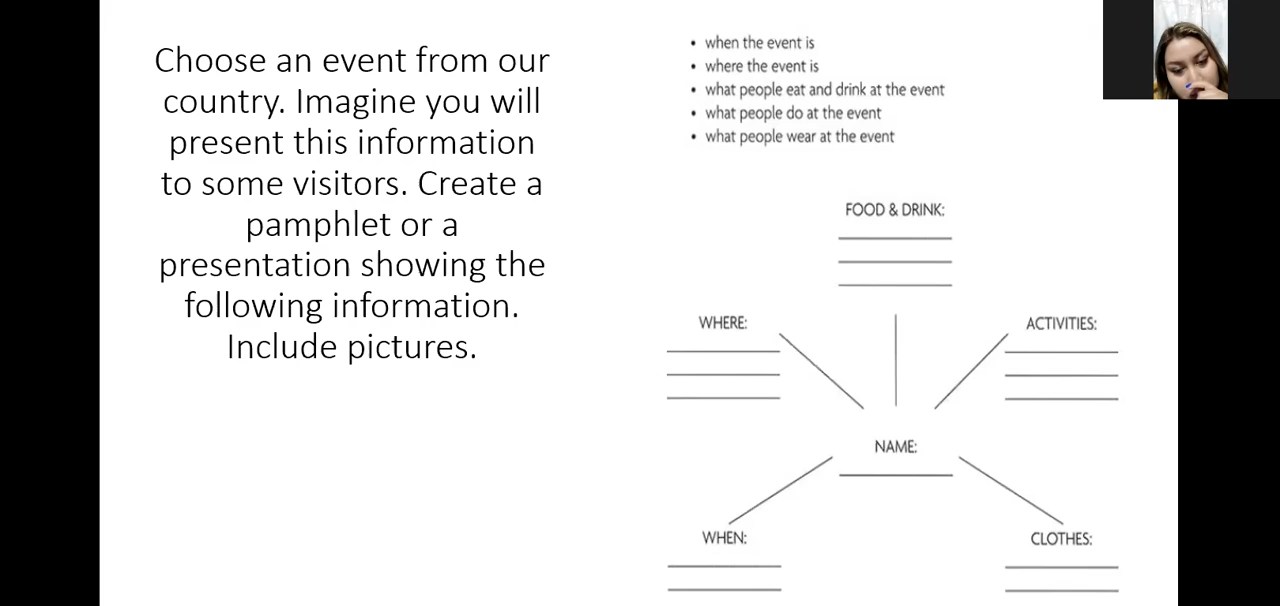 Choose an event from our
country. Imagine you will
present this information
to some visitors. Create a
pamphlet or a
presentation showing the
following information.
Include pictures.
• when the event is
• where the event is
• what people eat and drink at the event
• what people do at the event
• what people wear at the event
FOOD & DRINK:
WHERE:
ACTIVITIES:
NAME:
WHEN:
CLOTHES: